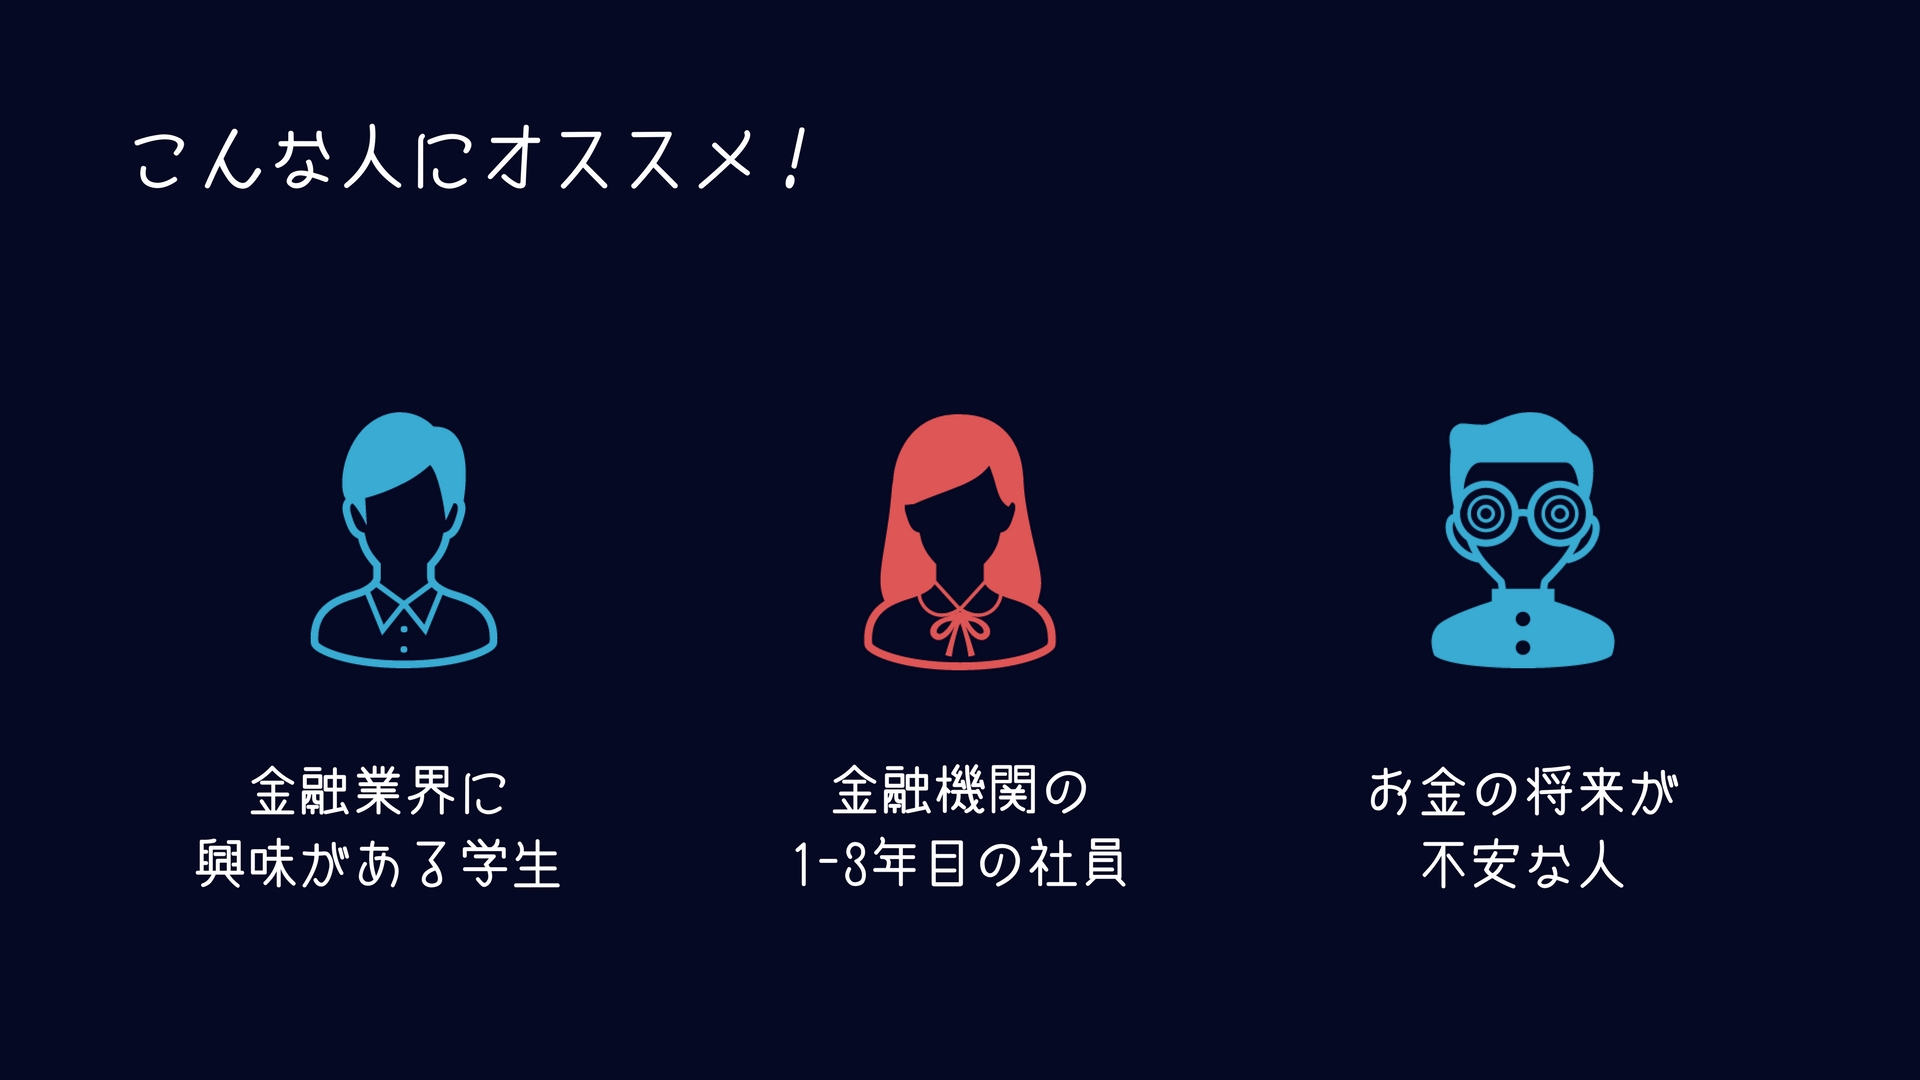 こんな人にオススメ！
金融業界に
興味がある学生
金融機関の
1-3年目の社員
お金の将来が
不安な人